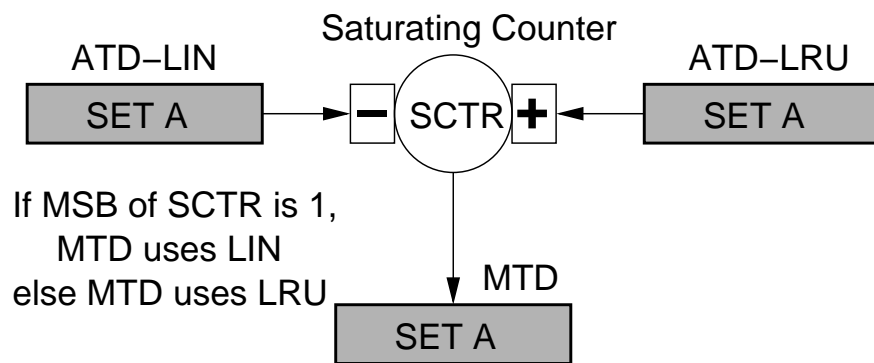 Saturating Counter
ATD–LIN
ATD–LRU
SET A
− SCTR +
SET A
If MSB of SCTR is 1,
MTD uses LIN
else MTD uses LRU
MTD
SET A